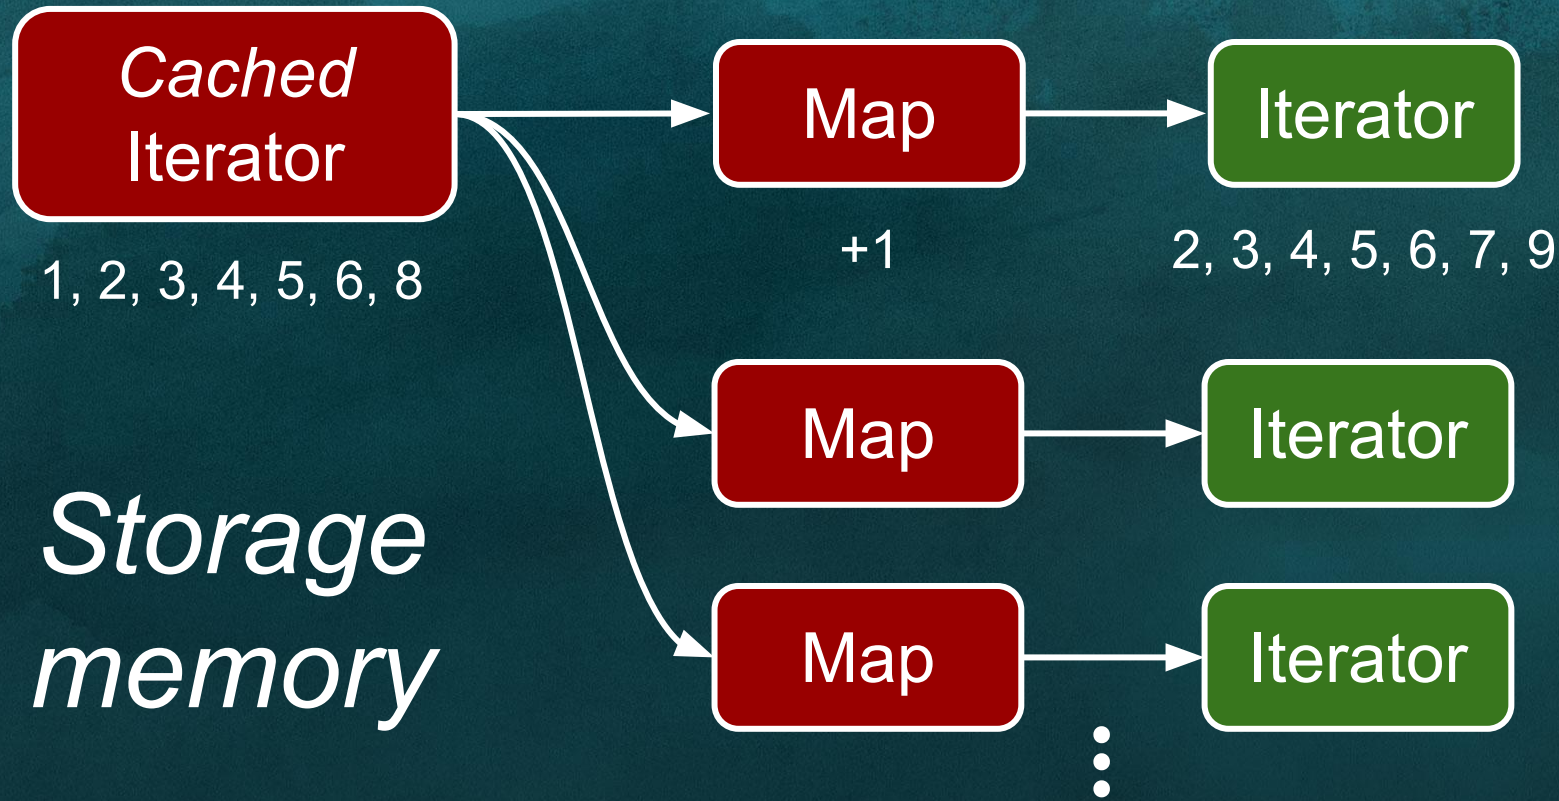 Cached
Iterator
1, 2, 3, 4, 5, 6, 8
Map
Iterator
+1
2, 3, 4, 5, 6, 7, 9
Map
Iterator
Storage
memory
Map
Iterator